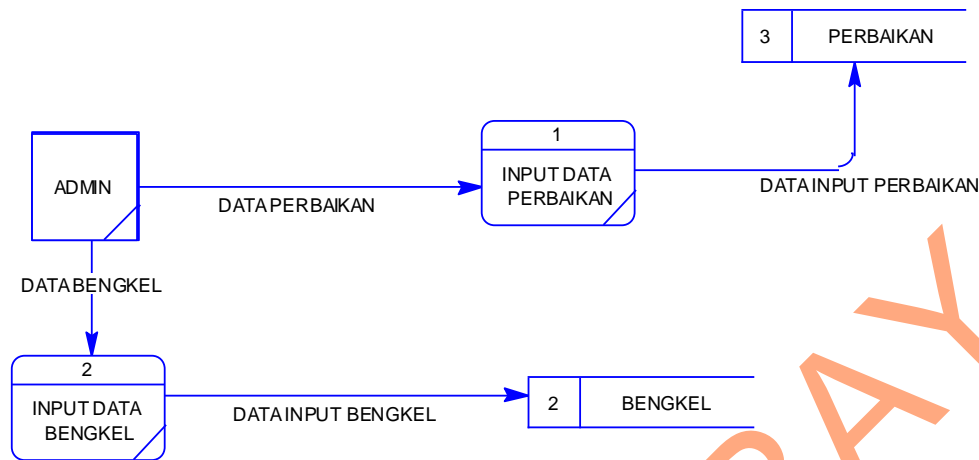 3 PERBAIKAN
1
INPUT DATA
PERBAIKAN
ADMIN
DATA PERBAIKAN
DATA INPUT PERBAIKAN
DATA BENGKEL
2
INPUT DATA
BENGKEL
DATA INPUT BENGKEL
2 BENGKEL